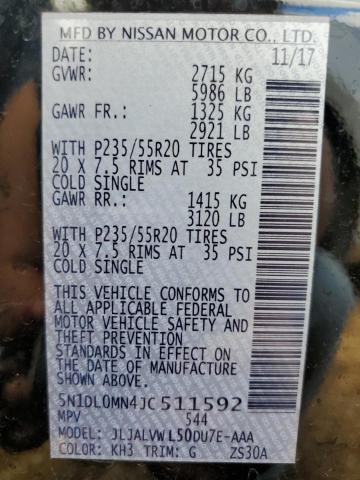 MFD BY NISSAN MOTOR CO., LTD.
DATE: 11/17
GVWR: 2715 KG
5986 LB
GAWR FR.: 1325 KG
2921 LB
WITH P235/55R20 TIRES
20 X 7.5 RIMS AT 35 PSI
COLD SINGLE
GAWR RR.: 1415 KG
3120 LB
WITH P235/55R20 TIRES
20 X 7.5 RIMS AT 35 PSI
COLD SINGLE
THIS VEHICLE CONFORMS TO
ALL APPLICABLE FEDERAL
MOTOR VEHICLE SAFETY AND
THEFT PREVENTION
STANDARDS IN EFFECT ON
THE DATE OF MANUFACTURE
SHOWN ABOVE.
5N1DL0MN4JC511592
MPV 544
MODEL: JLJALVWL50DU7E-AAA
COLOR: KH3 TRIM: G ZS30A